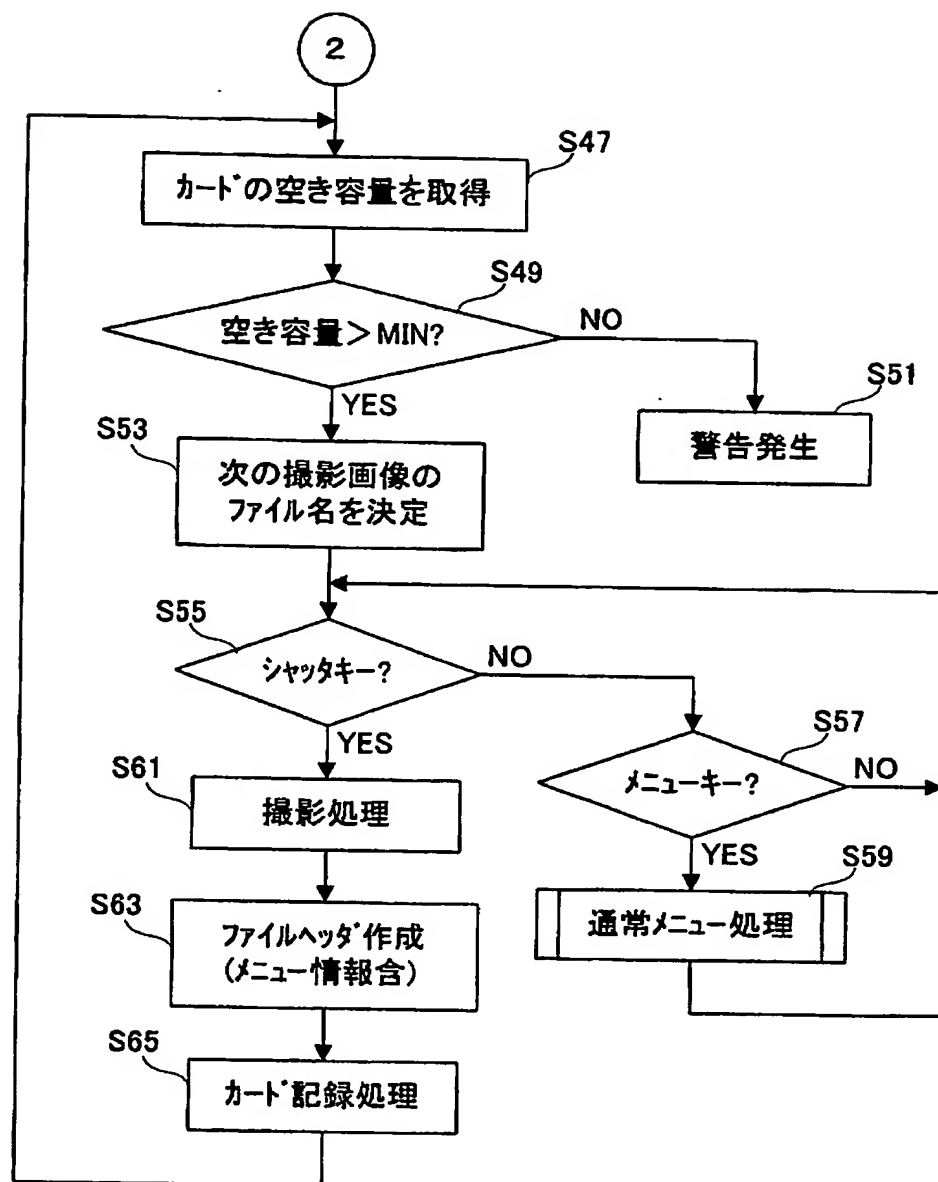 2
S47
カードの空き容量を取得
S49
空き容量＞MIN?
NO
YES
S51
警告発生
S53
次の撮影画像の
ファイル名を決定
S55
シャッタキー?
NO
YES
S57
メニューキー?
NO
YES
S59
通常メニュー処理
S61
撮影処理
S63
ファイルヘッダ作成
(メニュー情報含)
S65
カード記録処理